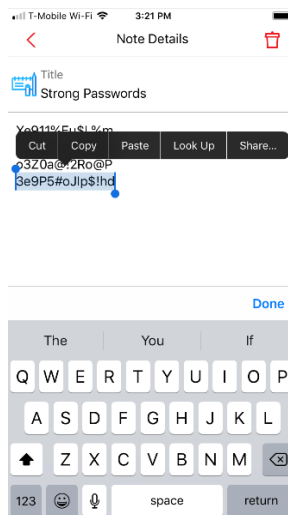 T-Mobile Wi-Fi 3:21 PM
Note Details
Title
Strong Passwords
Cut Copy Paste Look Up Share...
o3Z0a@!2Ro@P
3e9P5#oJlp$!hd
Done
The You If
Q W E R T Y U I O P
A S D F G H J K L
Z X C V B N M
123 space return